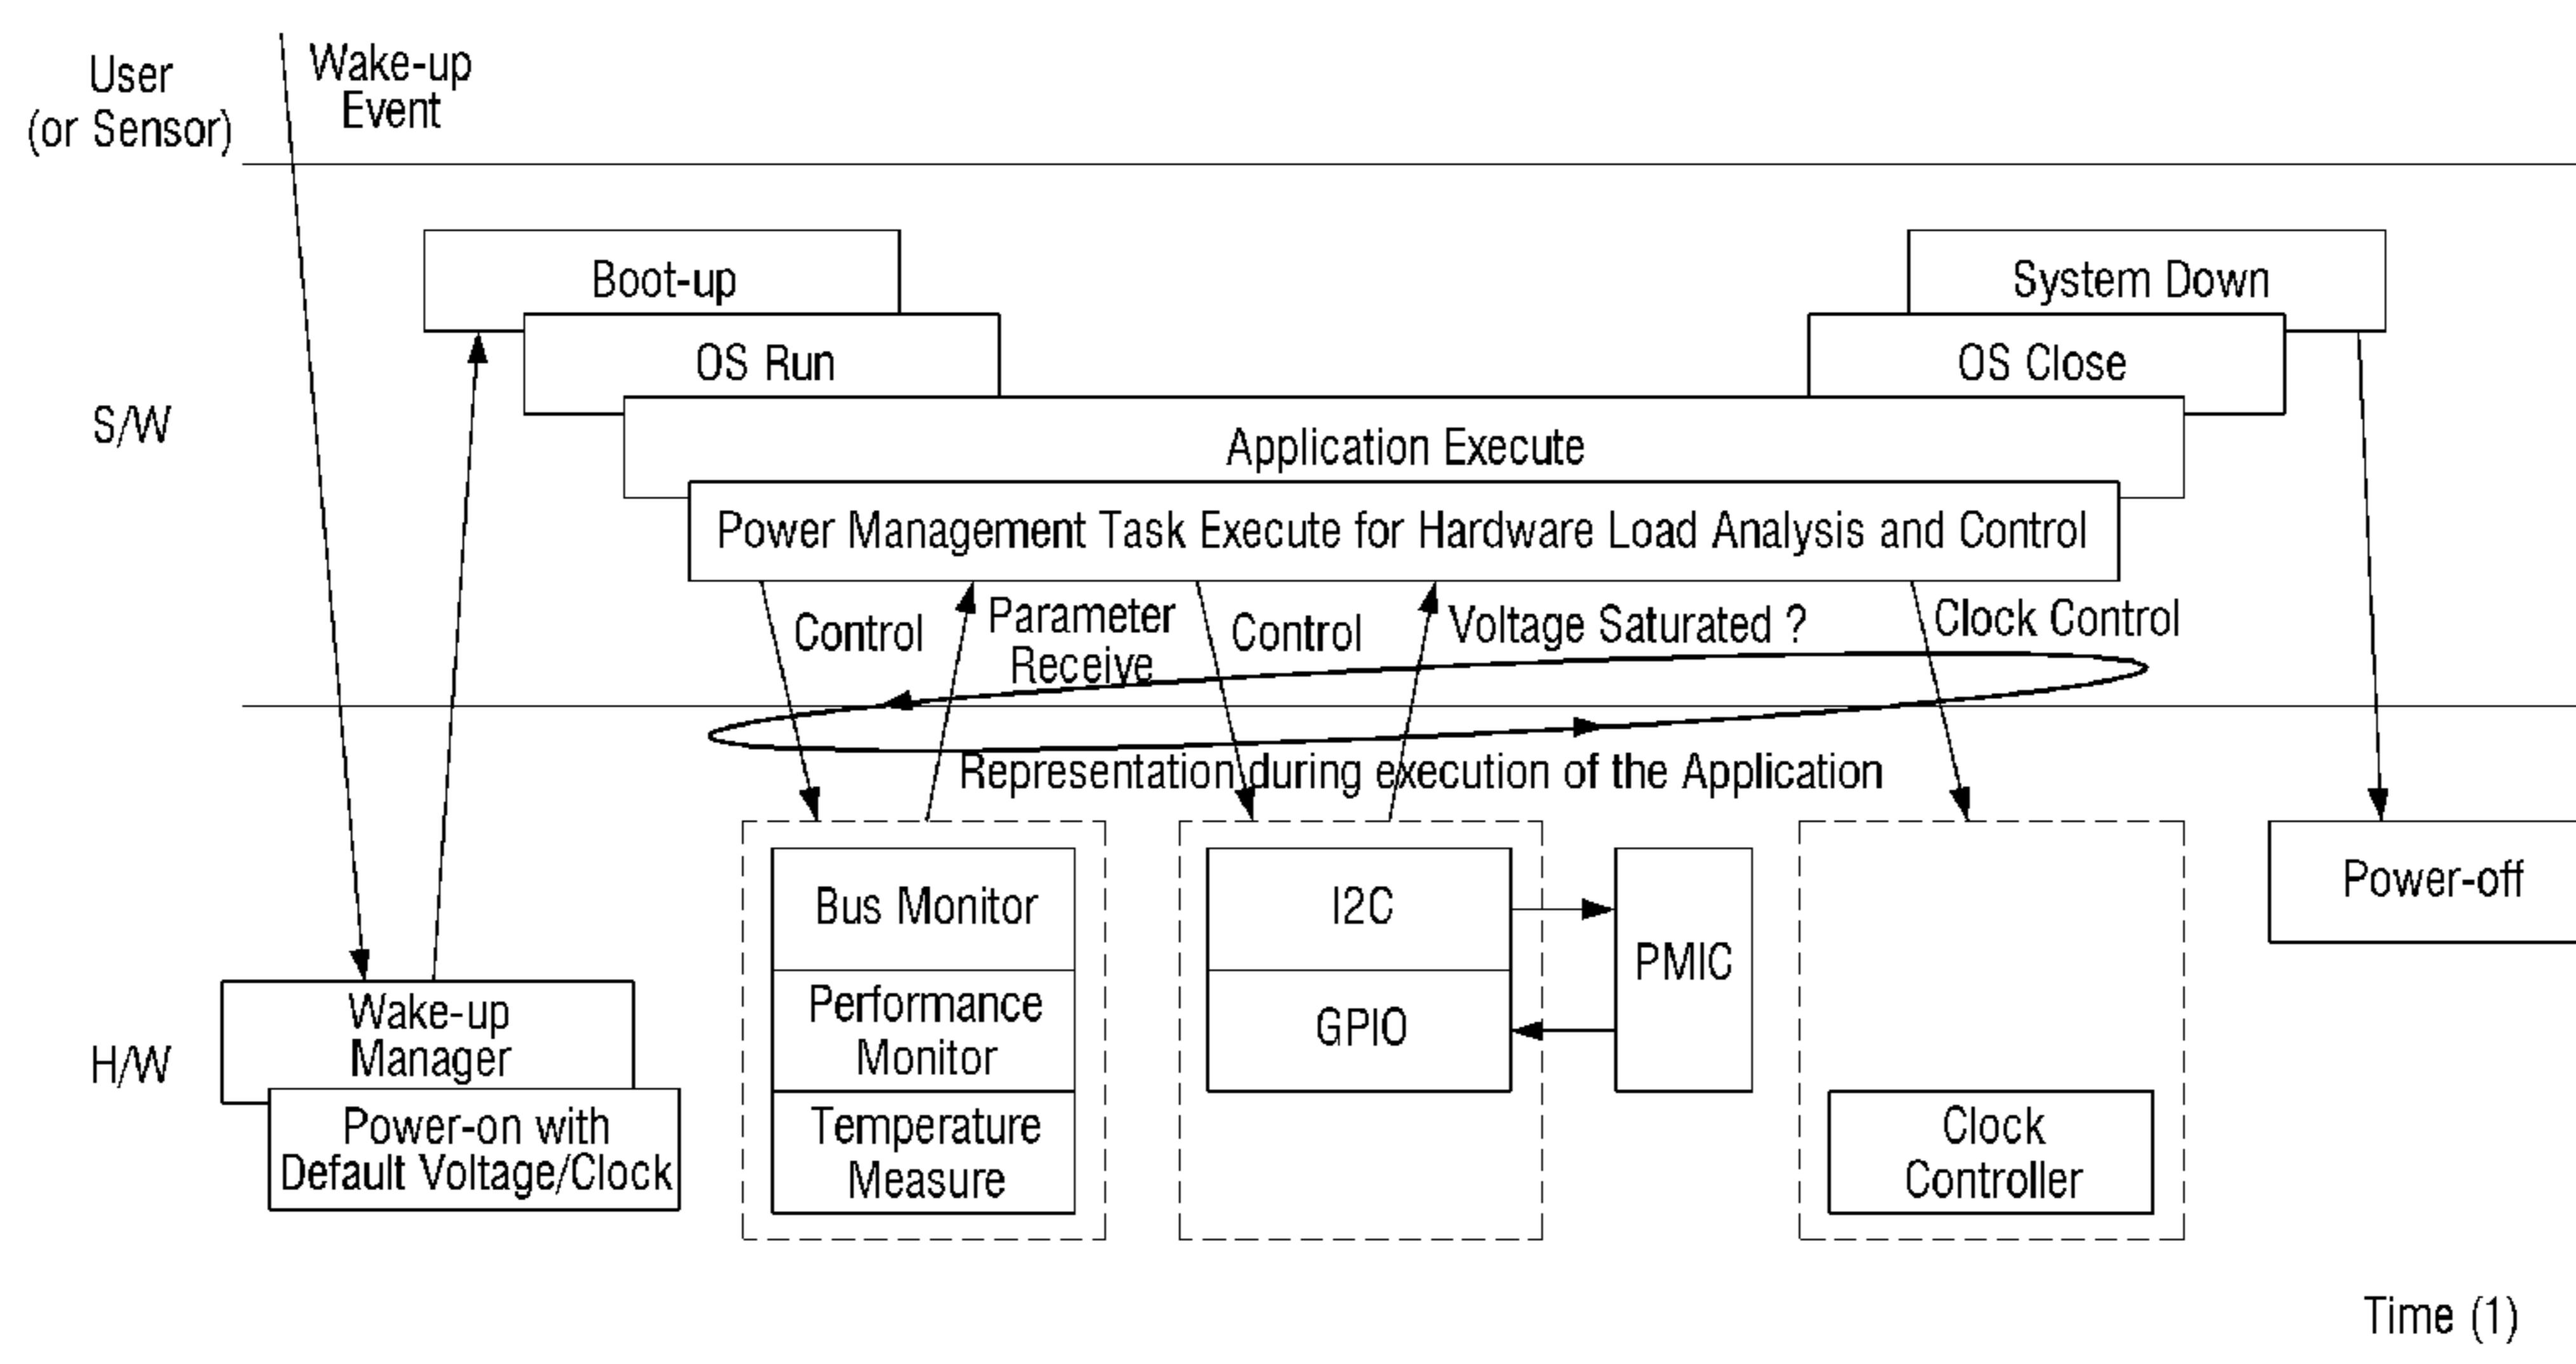 User
(or Sensor)
Wake-up
Event
S/W
Boot-up
System Down
OS Run
OS Close
Application Execute
Power Management Task Execute for Hardware Load Analysis and Control
Control
Parameter
Receive
Control
Voltage Saturated ?
Clock Control
Representation during execution of the Application
H/W
Wake-up
Manager
Power-on with
Default Voltage/Clock
Bus Monitor
Performance
Monitor
Temperature
Measure
I2C
GPIO
PMIC
Clock
Controller
Power-off
Time (1)